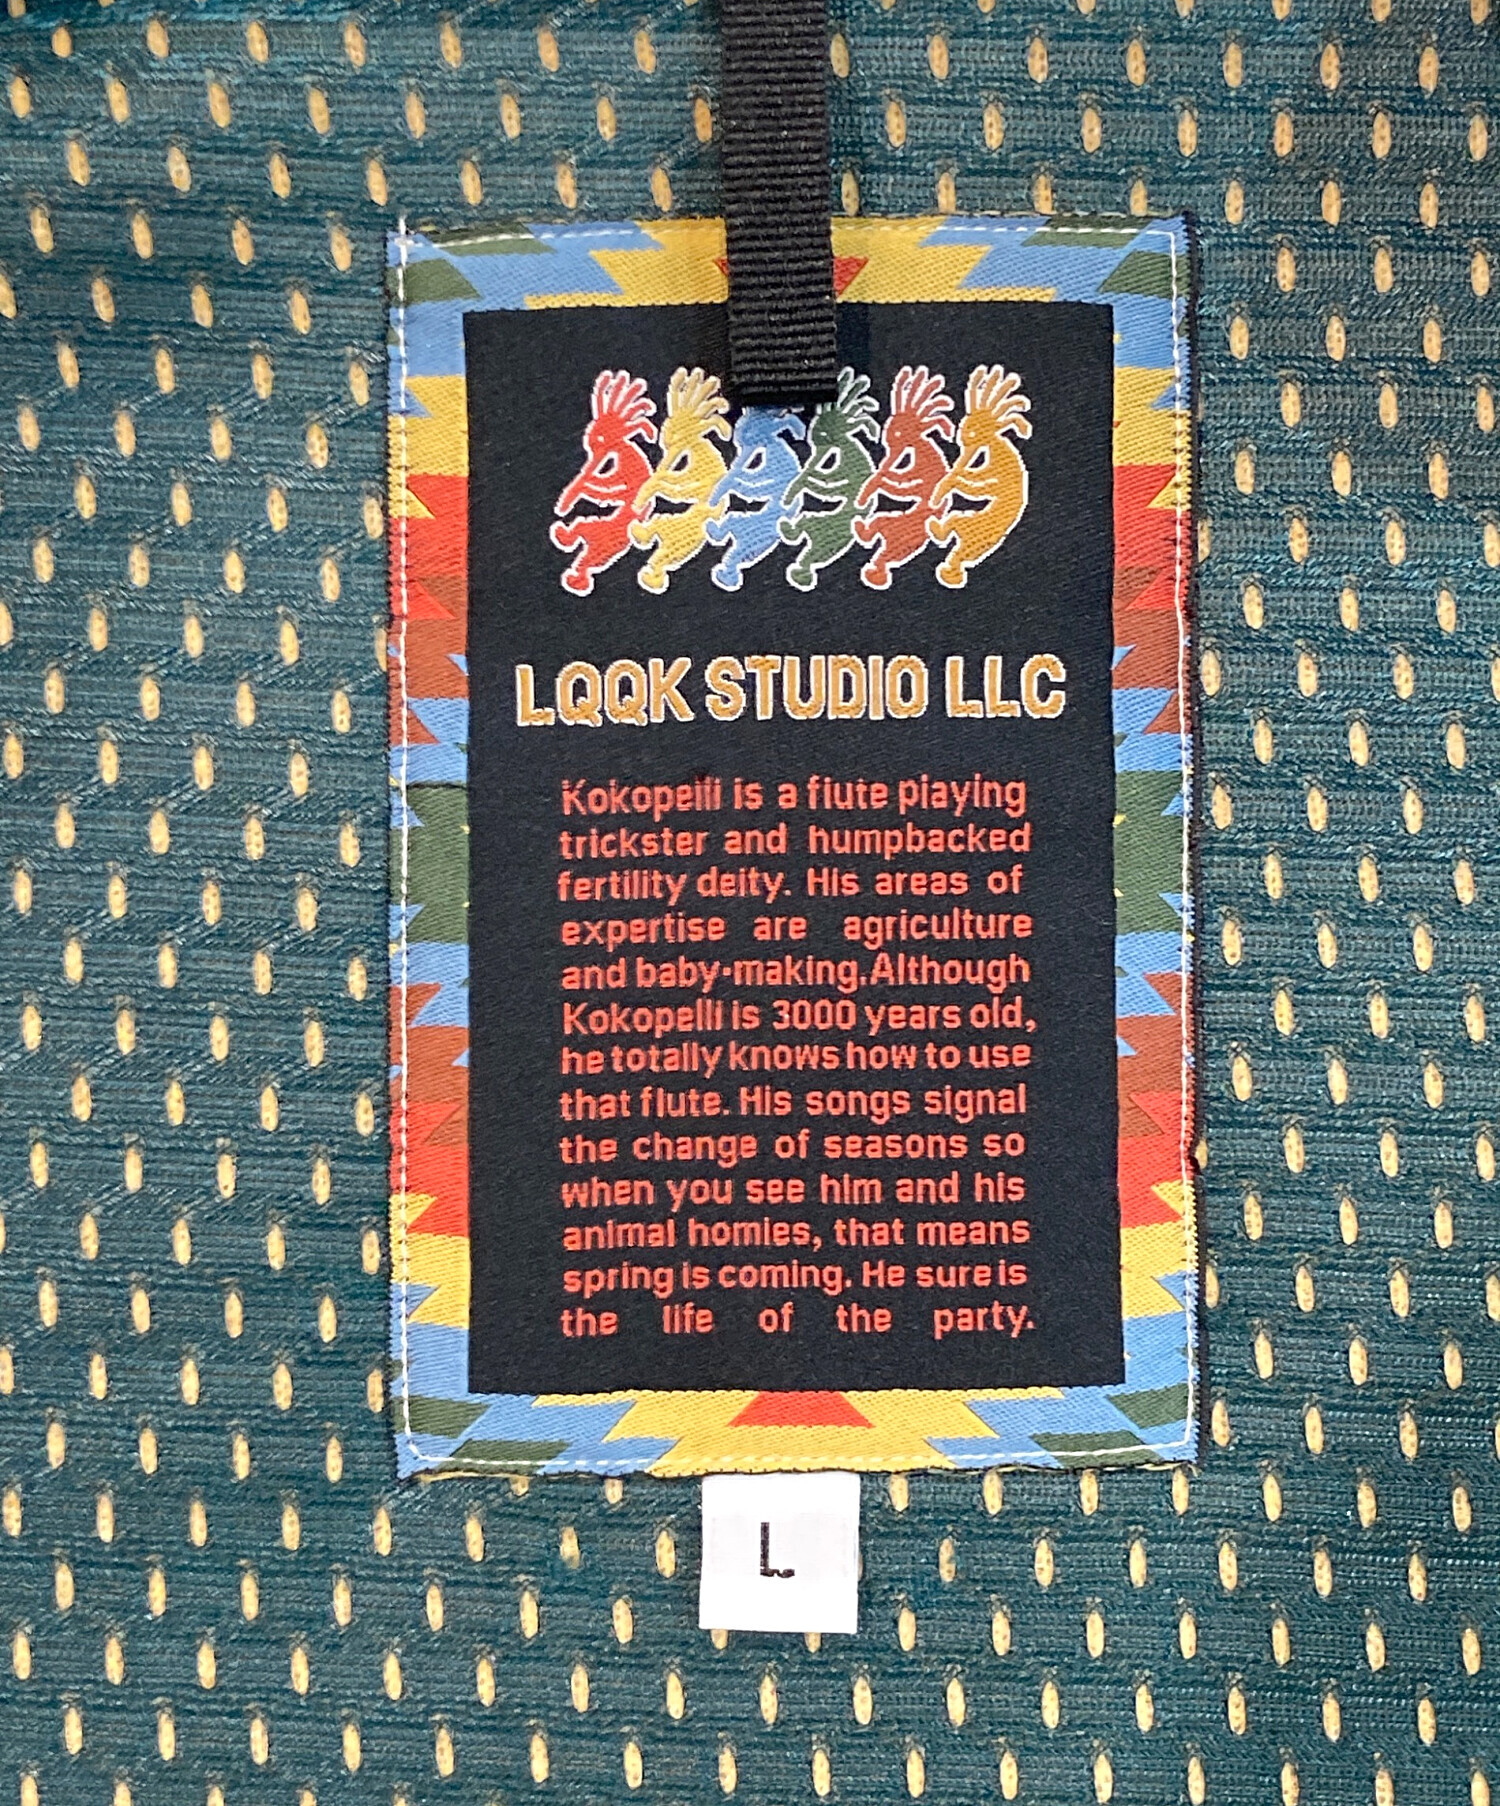 LQQK STUDIO LLC
Kokopelli is a flute playing
trickster and humpbacked
fertility deity. His areas of
expertise are agriculture
and baby-making. Although
Kokopelli is 3000 years old,
he totally knows how to use
that flute. His songs signal
the change of seasons so
when you see him and his
animal homies, that means
spring is coming. He sure is
the life of the party.
L